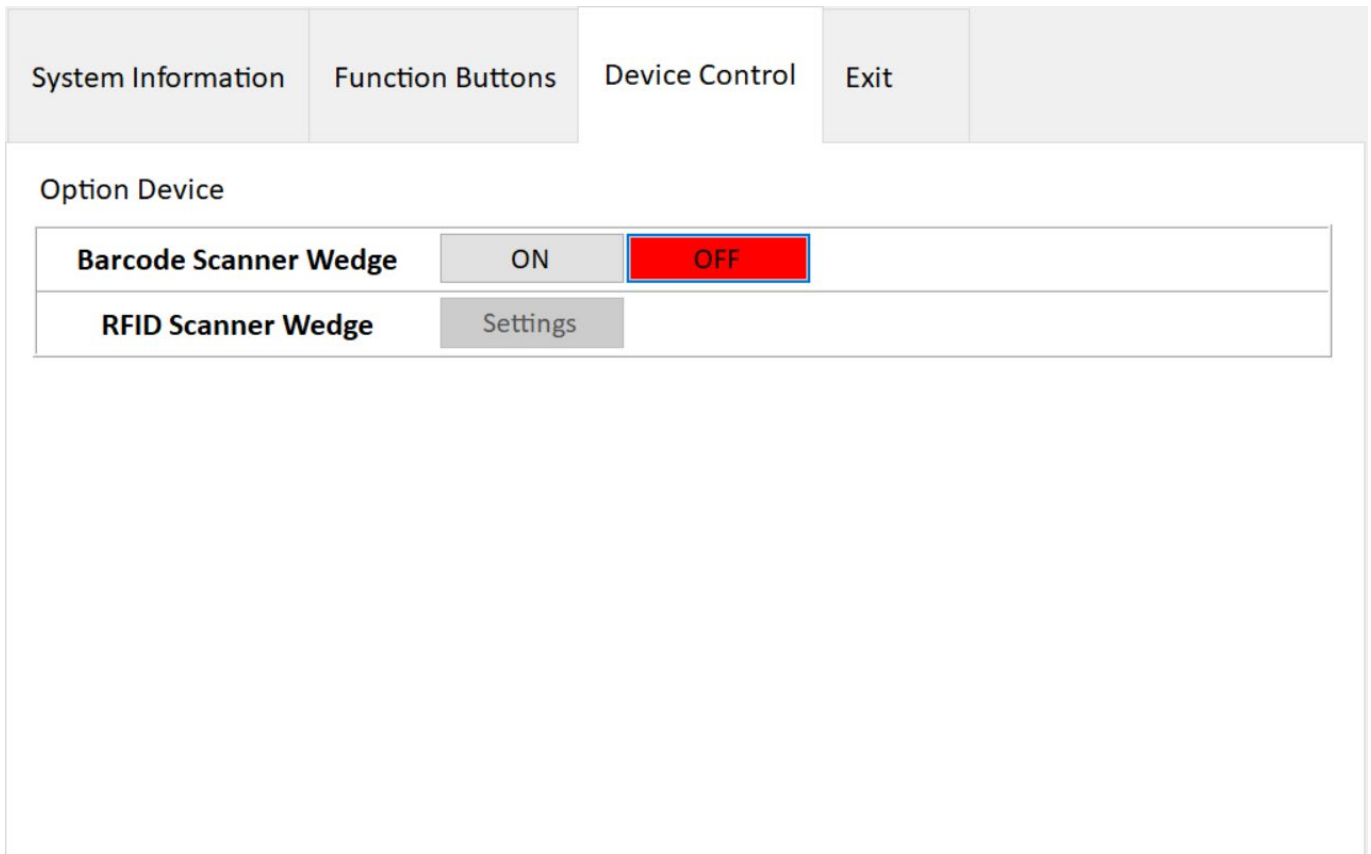 System Information Function Buttons Device Control Exit
Option Device
Barcode Scanner Wedge ON OFF
RFID Scanner Wedge Settings